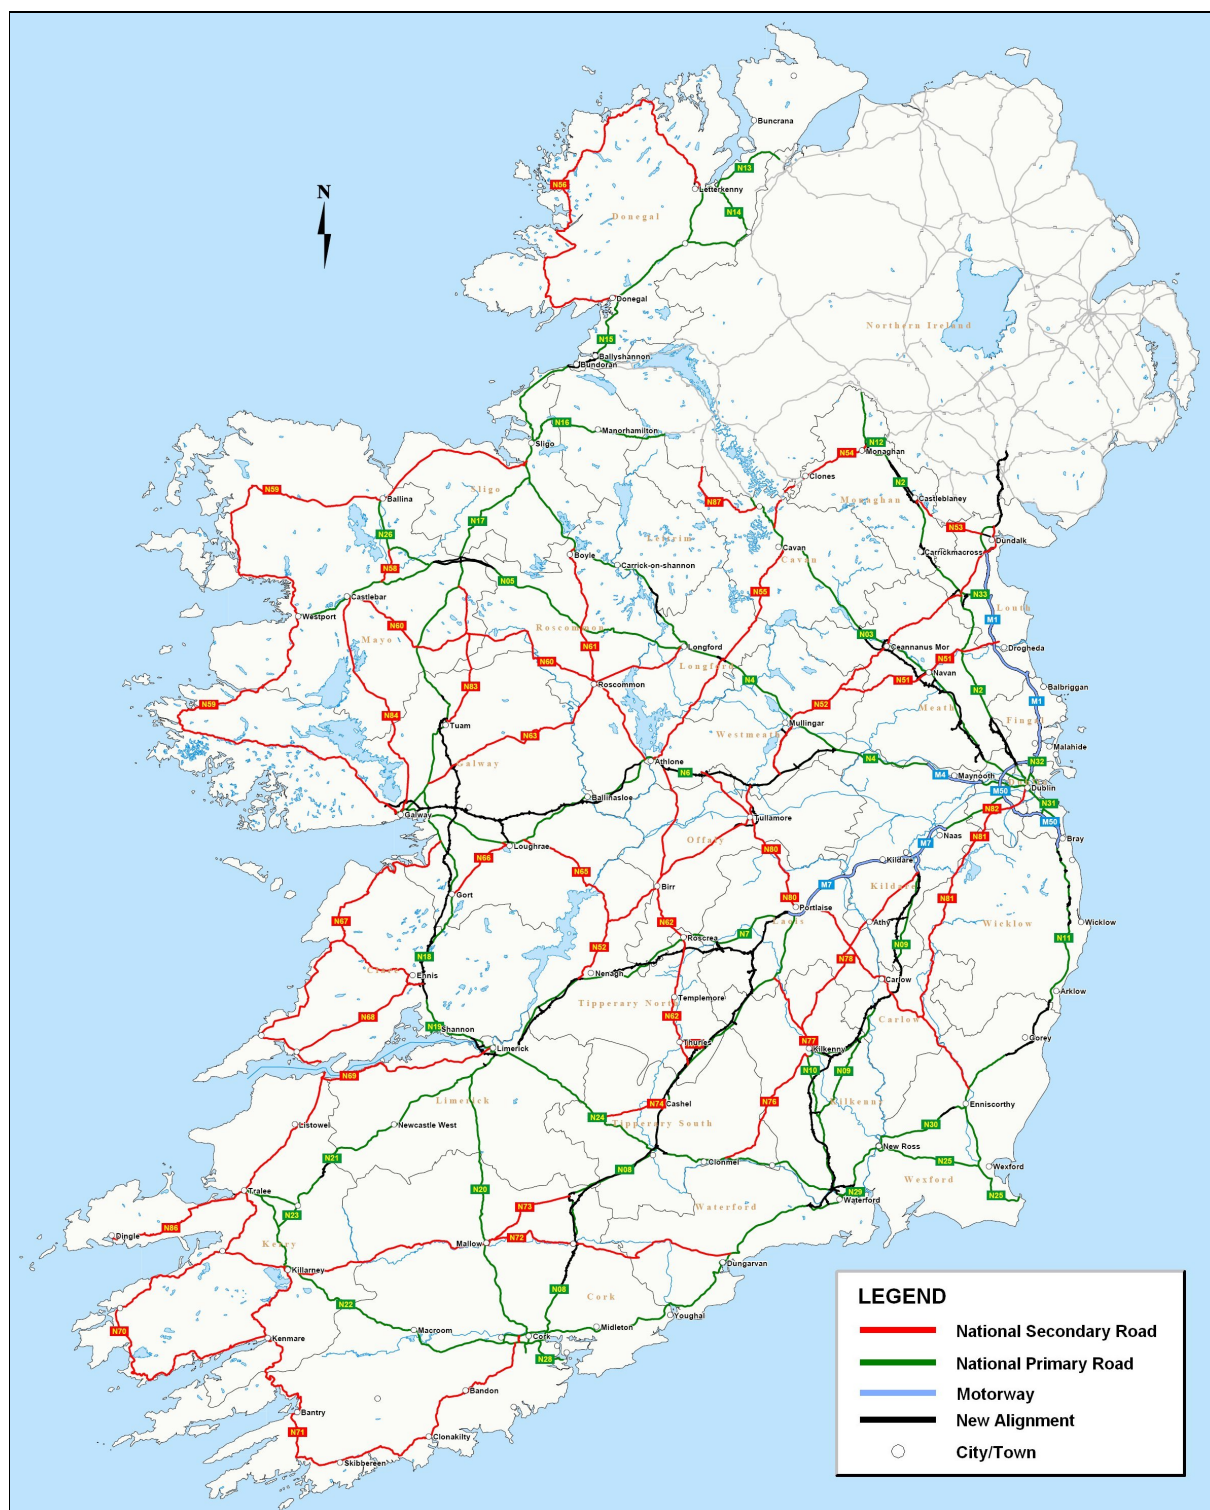 Buncrana
N
N13
N56
Letterkenny
N14
Donegal
Donegal
Northern Ireland
N15
Ballyshannon
Bundoran
N16
Manorhamilton
Sligo
N12
Monaghan
N54
Clones
N59
Ballina
Sligo
N87
N2
Castleblaney
Monaghan
N17
N26
N53
Dundalk
Leitrim
Boyle
Cavan
Cavan
Carrickmacross
N58
Carrick-on-shannon
N05
N55
N33
Castlebar
Louth
Westport
M1
N60
Roscommon
Mayo
N61
N03
Longford
Ceannanus Mor
Drogheda
N60
Longford
N51
Navan
N51
N83
Roscommon
N4
Balbriggan
N2
N59
N52
M1
N84
Meath
Tuam
Mullingar
Fingal
N63
Westmeath
Malahide
Galway
Athlone
N4
N32
N6
M4
Maynooth
Dublin
M50
Ballinasloe
N31
N82
Galway
Tullamore
M50
Naas
N81
Bray
Offaly
M7
Loughrae
N80
N66
Kildare
N65
M7
Kildare
Birr
Gort
N80
N81
Portlaise
N67
N62
Laois
Athy
Wicklow
Wicklow
N7
Roscrea
N11
N52
N09
N18
N78
Clare
Ennis
Nenagh
Carlow
Arklow
Templemore
Tipperary North
N68
N62
Carlow
N19
Shannon
Gorey
Thurles
N77
Limerick
Kilkenny
N69
N10
N09
Limerick
N74
Cashel
N76
Kilkenny
Enniscorthy
N24
Tipperary South
Listowel
Newcastle West
N30
New Ross
N21
Clonmel
N25
Wexford
N08
Wexford
Tralee
N20
N29
N25
Waterford
N73
Waterford
N23
N86
Dingle
N72
Mallow
Kerry
Dungarvan
Killarney
N08
Cork
N22
Youghal
Macroom
Midleton
N70
Cork
Kenmare
N28
Bandon
Bantry
N71
Clonakilty
Skibbereen
LEGEND
National Secondary Road
National Primary Road
Motorway
New Alignment
City/Town